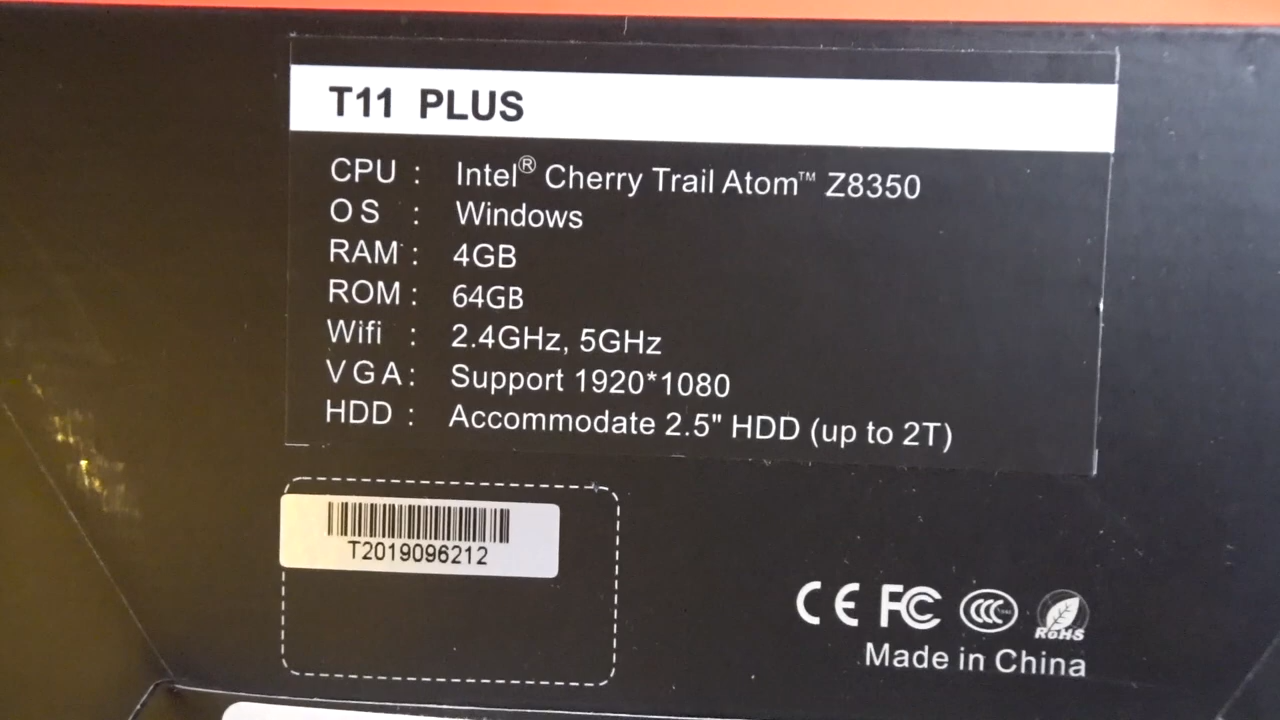 T11 PLUS
CPU : Intel® Cherry Trail Atom™ Z8350
OS : Windows
RAM : 4GB
ROM : 64GB
Wifi : 2.4GHz, 5GHz
VGA : Support 1920*1080
HDD : Accommodate 2.5" HDD (up to 2T)
T2019096212
CE FC CCC RoHS
Made in China